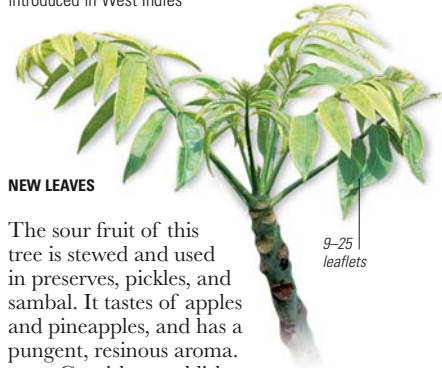 introduced in West Indies
NEW LEAVES
9–25
leaflets
The sour fruit of this
tree is stewed and used
in preserves, pickles, and
sambal. It tastes of apples
and pineapples, and has a
pungent, resinous aroma.